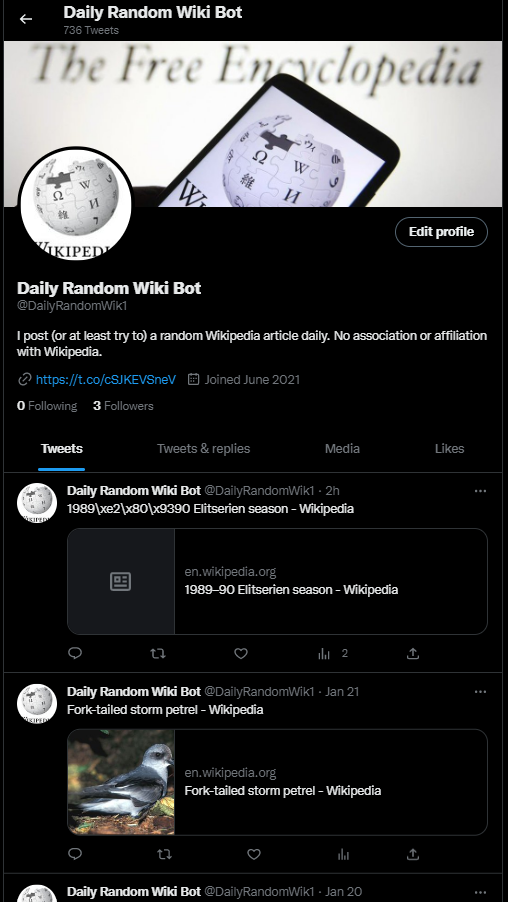 Daily Random Wiki Bot
736 Tweets
The Free Encyclopedia
Ω W
維 И
W
Ω W
維 И
WIKIPEDI
Edit profile
Daily Random Wiki Bot
@DailyRandomWik1
I post (or at least try to) a random Wikipedia article daily. No association or affiliation
with Wikipedia.
https://t.co/cSJKEVSneV Joined June 2021
0 Following 3 Followers
Tweets Tweets & replies Media Likes
Daily Random Wiki Bot @DailyRandomWik1 · 2h
1989\xe2\x80\x9390 Elitserien season - Wikipedia
en.wikipedia.org
1989–90 Elitserien season - Wikipedia
2
Daily Random Wiki Bot @DailyRandomWik1 · Jan 21
Fork-tailed storm petrel - Wikipedia
en.wikipedia.org
Fork-tailed storm petrel - Wikipedia
Daily Random Wiki Bot @DailyRandomWik1 · Jan 20